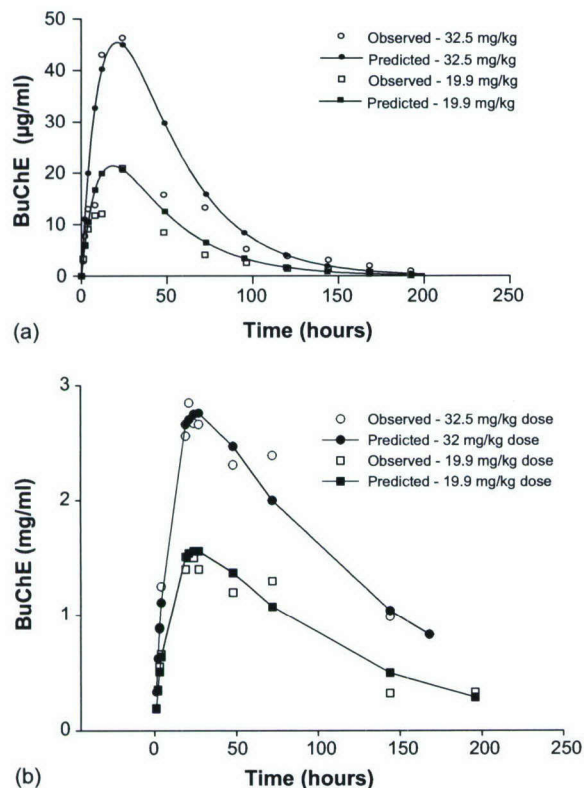 50
40
30
20
10
0
BuChE (µg/ml)
Observed - 32.5 mg/kg
Predicted - 32.5 mg/kg
Observed - 19.9 mg/kg
Predicted - 19.9 mg/kg
0 50 100 150 200 250
Time (hours)
(a)
3
2
1
0
BuChE (mg/ml)
Observed - 32.5 mg/kg dose
Predicted - 32 mg/kg dose
Observed - 19.9 mg/kg dose
Predicted - 19.9 mg/kg dose
0 50 100 150 200 250
Time (hours)
(b)